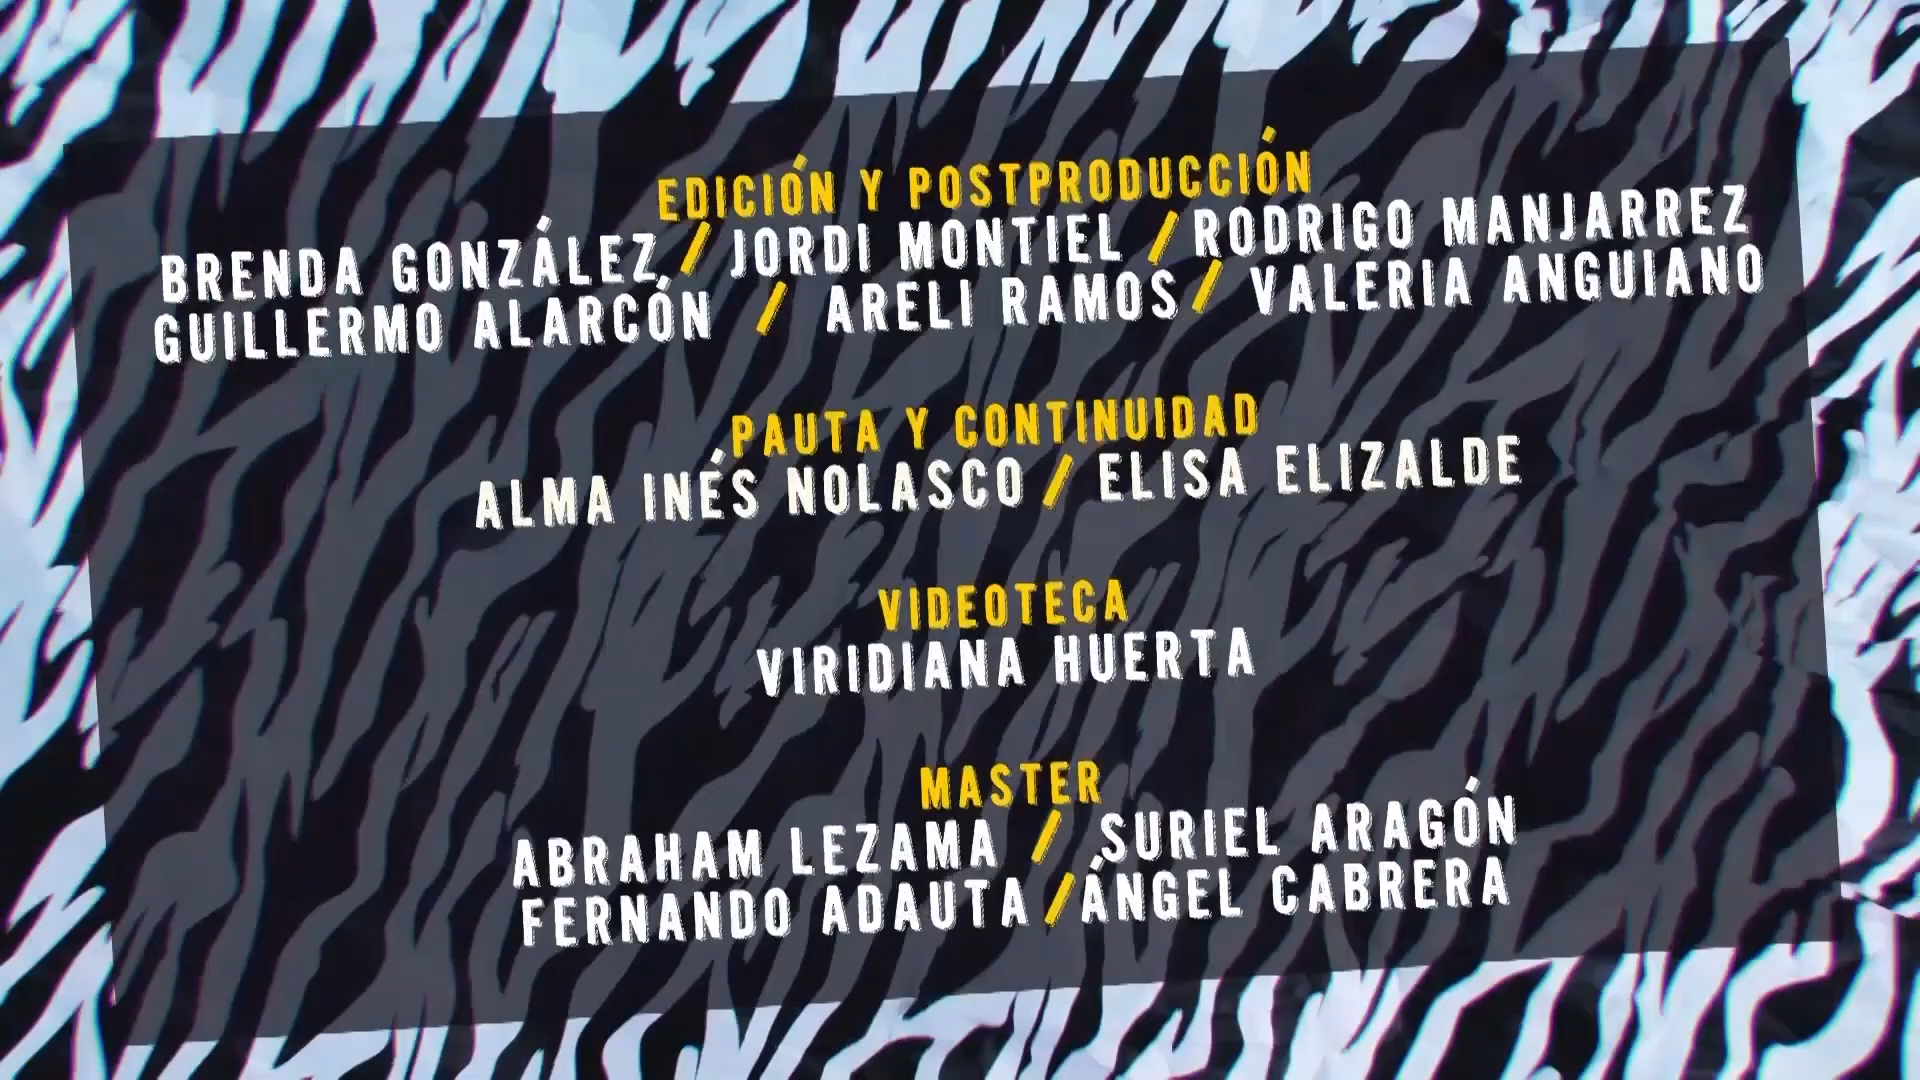 EDICIÓN Y POSTPRODUCCIÓN
BRENDA GONZÁLEZ / JORDI MONTIEL / RODRIGO MANJARREZ
GUILLERMO ALARCÓN / ARELI RAMOS / VALERIA ANGUIANO
PAUTA Y CONTINUIDAD
ALMA INÉS NOLASCO / ELISA ELIZALDE
VIDEOTECA
VIRIDIANA HUERTA
MASTER
ABRAHAM LEZAMA / SURIEL ARAGÓN
FERNANDO ADAUTA / ÁNGEL CABRERA